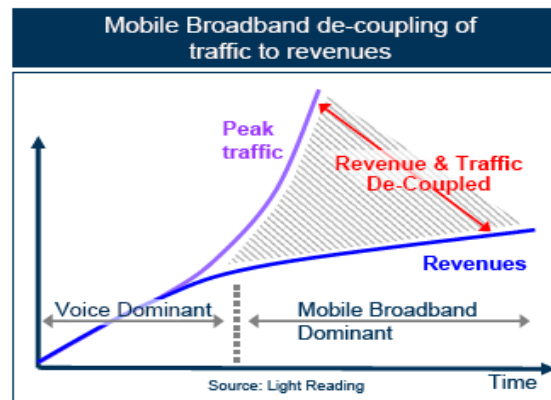 Mobile Broadband de-coupling of
traffic to revenues
Peak
traffic
Revenue & Traffic
De-Coupled
Revenues
Voice Dominant
Mobile Broadband
Dominant
Source: Light Reading
Time